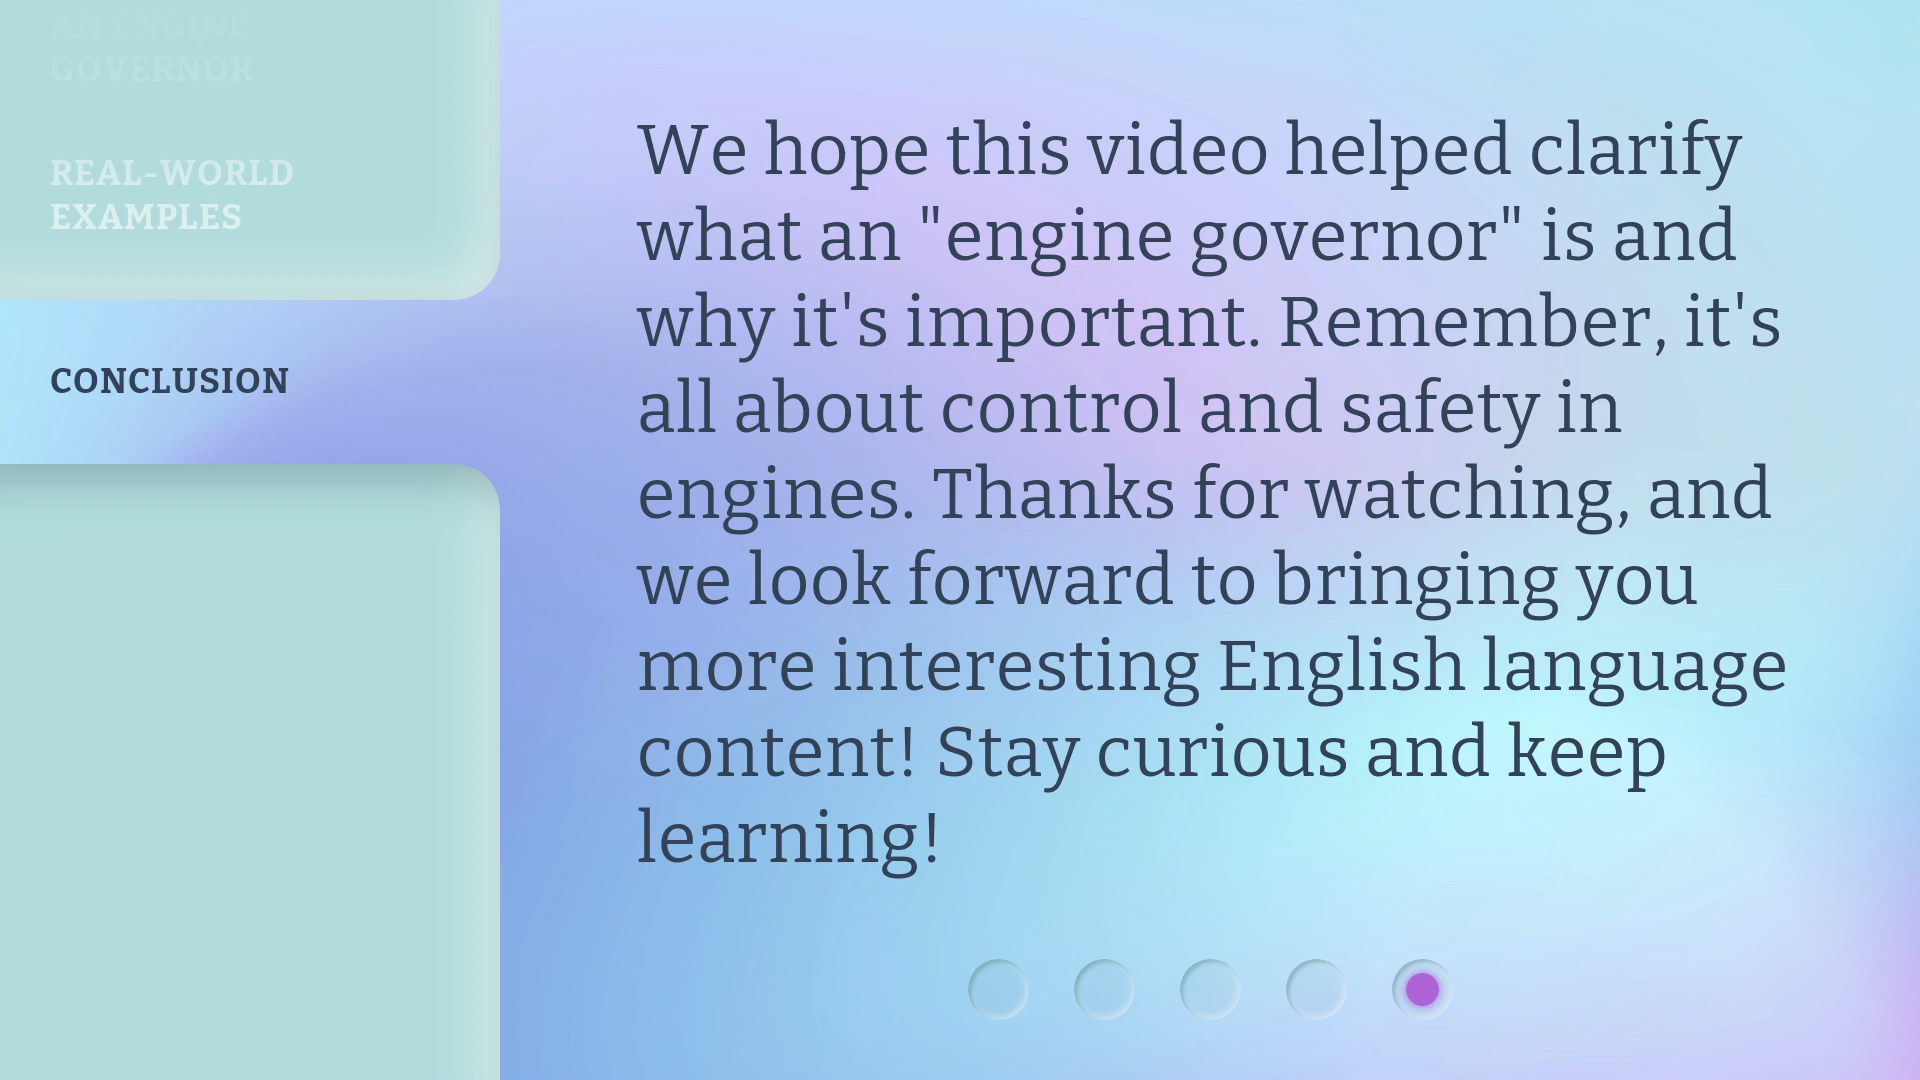 AN ENGINE
GOVERNOR
REAL-WORLD
EXAMPLES
CONCLUSION
We hope this video helped clarify
what an "engine governor" is and
why it's important. Remember, it's
all about control and safety in
engines. Thanks for watching, and
we look forward to bringing you
more interesting English language
content! Stay curious and keep
learning!